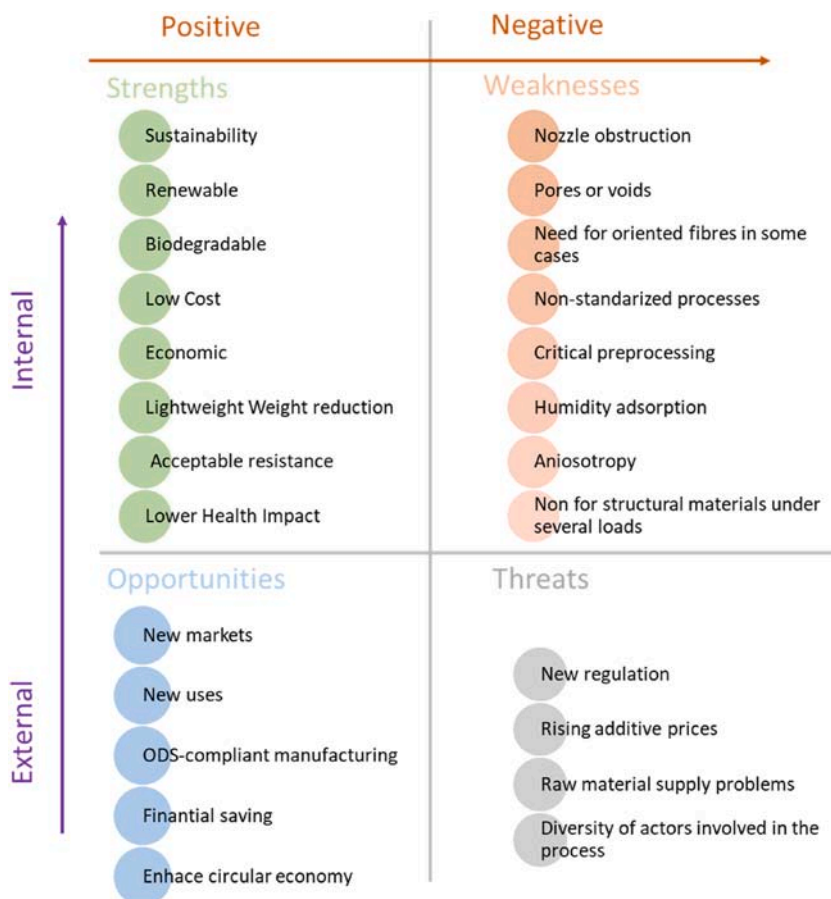 Positive
Negative
Strengths
Weaknesses
Sustainability
Renewable
Biodegradable
Low Cost
Economic
Lightweight Weight reduction
Acceptable resistance
Lower Health Impact
Nozzle obstruction
Pores or voids
Need for oriented fibres in some
cases
Non-standarized processes
Critical preprocessing
Humidity adsorption
Aniosotropy
Non for structural materials under
several loads
Internal
External
Opportunities
Threats
New markets
New uses
ODS-compliant manufacturing
Finantial saving
Enhace circular economy
New regulation
Rising additive prices
Raw material supply problems
Diversity of actors involved in the
process